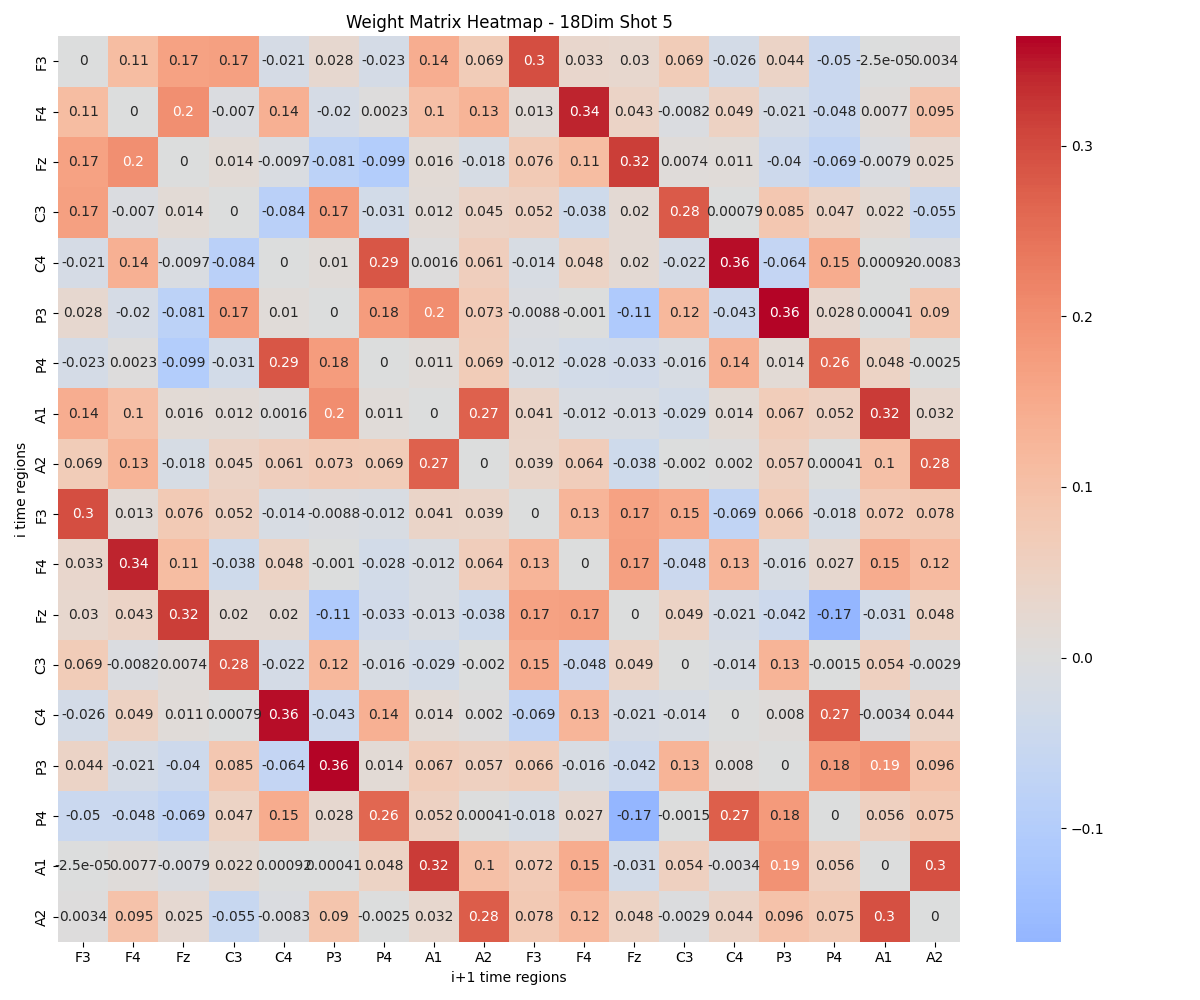 Weight Matrix Heatmap - 18Dim Shot 5
F3 0 0.11 0.17 0.17 -0.021 0.028 -0.023 0.14 0.069 0.3 0.033 0.03 0.069 -0.026 0.044 -0.05 -2.5e-05 0.0034
F4 0.11 0 0.2 -0.007 0.14 -0.02 0.0023 0.1 0.13 0.013 0.34 0.043 -0.0082 0.049 -0.021 -0.048 0.0077 0.095
Fz 0.17 0.2 0 0.014 -0.0097 -0.081 -0.099 0.016 -0.018 0.076 0.11 0.32 0.0074 0.011 -0.04 -0.069 -0.0079 0.025
C3 0.17 -0.007 0.014 0 -0.084 0.17 -0.031 0.012 0.045 0.052 -0.038 0.02 0.28 0.00079 0.085 0.047 0.022 -0.055
C4 -0.021 0.14 -0.0097 -0.084 0 0.01 0.29 0.0016 0.061 -0.014 0.048 0.02 -0.022 0.36 -0.064 0.15 0.00092 -0.0083
P3 0.028 -0.02 -0.081 0.17 0.01 0 0.18 0.2 0.073 -0.0088 -0.001 -0.11 0.12 -0.043 0.36 0.028 0.00041 0.09
P4 -0.023 0.0023 -0.099 -0.031 0.29 0.18 0 0.011 0.069 -0.012 -0.028 -0.033 -0.016 0.14 0.014 0.26 0.048 -0.0025
A1 0.14 0.1 0.016 0.012 0.0016 0.2 0.011 0 0.27 0.041 -0.012 -0.013 -0.029 0.014 0.067 0.052 0.32 0.032
A2 0.069 0.13 -0.018 0.045 0.061 0.073 0.069 0.27 0 0.039 0.064 -0.038 -0.002 0.002 0.057 0.00041 0.1 0.28
F3 0.3 0.013 0.076 0.052 -0.014 -0.0088 -0.012 0.041 0.039 0 0.13 0.17 0.15 -0.069 0.066 -0.018 0.072 0.078
F4 0.033 0.34 0.11 -0.038 0.048 -0.001 -0.028 -0.012 0.064 0.13 0 0.17 -0.048 0.13 -0.016 0.027 0.15 0.12
Fz 0.03 0.043 0.32 0.02 0.02 -0.11 -0.033 -0.013 -0.038 0.17 0.17 0 0.049 -0.021 -0.042 -0.17 -0.031 0.048
C3 0.069 -0.0082 0.0074 0.28 -0.022 0.12 -0.016 -0.029 -0.002 0.15 -0.048 0.049 0 -0.014 0.13 -0.0015 0.054 -0.0029
C4 -0.026 0.049 0.011 0.00079 0.36 -0.043 0.14 0.014 0.002 -0.069 0.13 -0.021 -0.014 0 0.008 0.27 -0.0034 0.044
P3 0.044 -0.021 -0.04 0.085 -0.064 0.36 0.014 0.067 0.057 0.066 -0.016 -0.042 0.13 0.008 0 0.18 0.19 0.096
P4 -0.05 -0.048 -0.069 0.047 0.15 0.028 0.26 0.052 0.00041 -0.018 0.027 -0.17 -0.0015 0.27 0.18 0 0.056 0.075
A1 -2.5e-05 0.0077 -0.0079 0.022 0.00092 0.00041 0.048 0.32 0.1 0.072 0.15 -0.031 0.054 -0.0034 0.19 0.056 0 0.3
A2 0.0034 0.095 0.025 -0.055 -0.0083 0.09 -0.0025 0.032 0.28 0.078 0.12 0.048 -0.0029 0.044 0.096 0.075 0.3 0
F3 F4 Fz C3 C4 P3 P4 A1 A2 F3 F4 Fz C3 C4 P3 P4 A1 A2
i+1 time regions
i time regions
0.3
0.2
0.1
0.0
−0.1